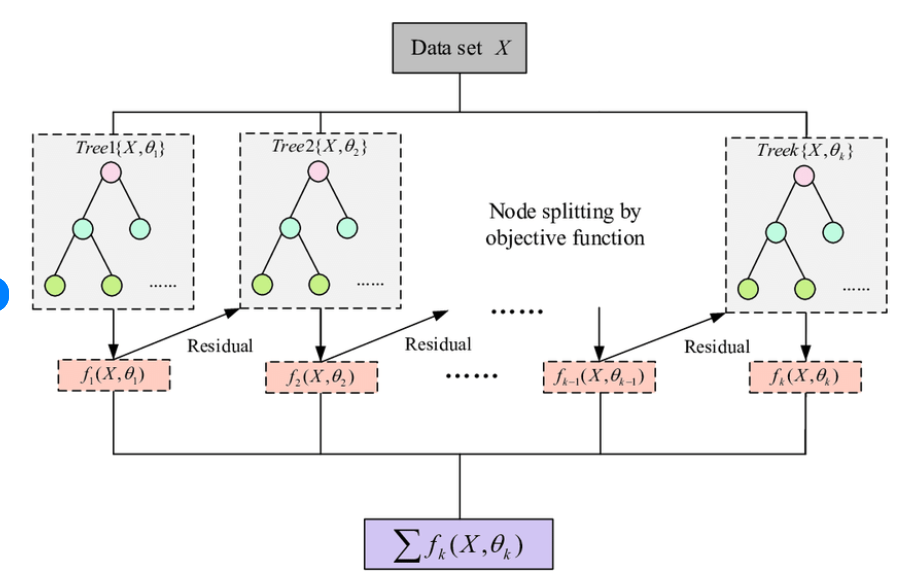 Data set X
Tree1{X,θ₁}
Tree2{X,θ₂}
Treek{X,θₖ}
Node splitting by
objective function
......
......
......
......
Residual
Residual
Residual
f₁(X,θ₁)
f₂(X,θ₂)
......
fₖ₋₁(X,θₖ₋₁)
fₖ(X,θₖ)
∑fₖ(X,θₖ)